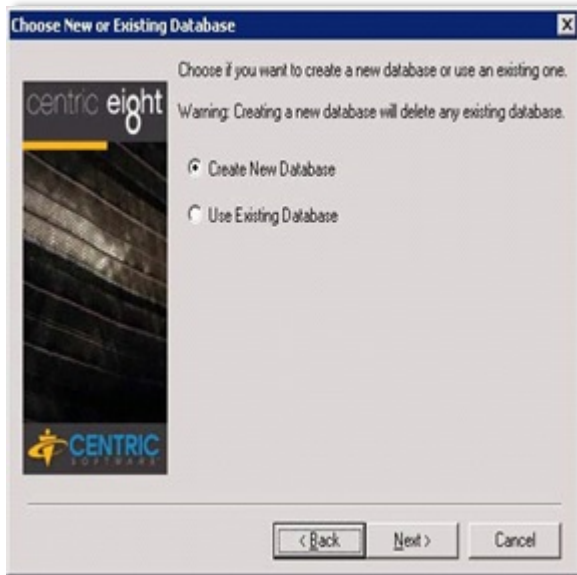 Choose New or Existing Database
Choose if you want to create a new database or use an existing one.
Warning: Creating a new database will delete any existing database.
centric eight
8
Create New Database
Use Existing Database
CENTRIC
SOFTWARE
< Back
Next >
Cancel